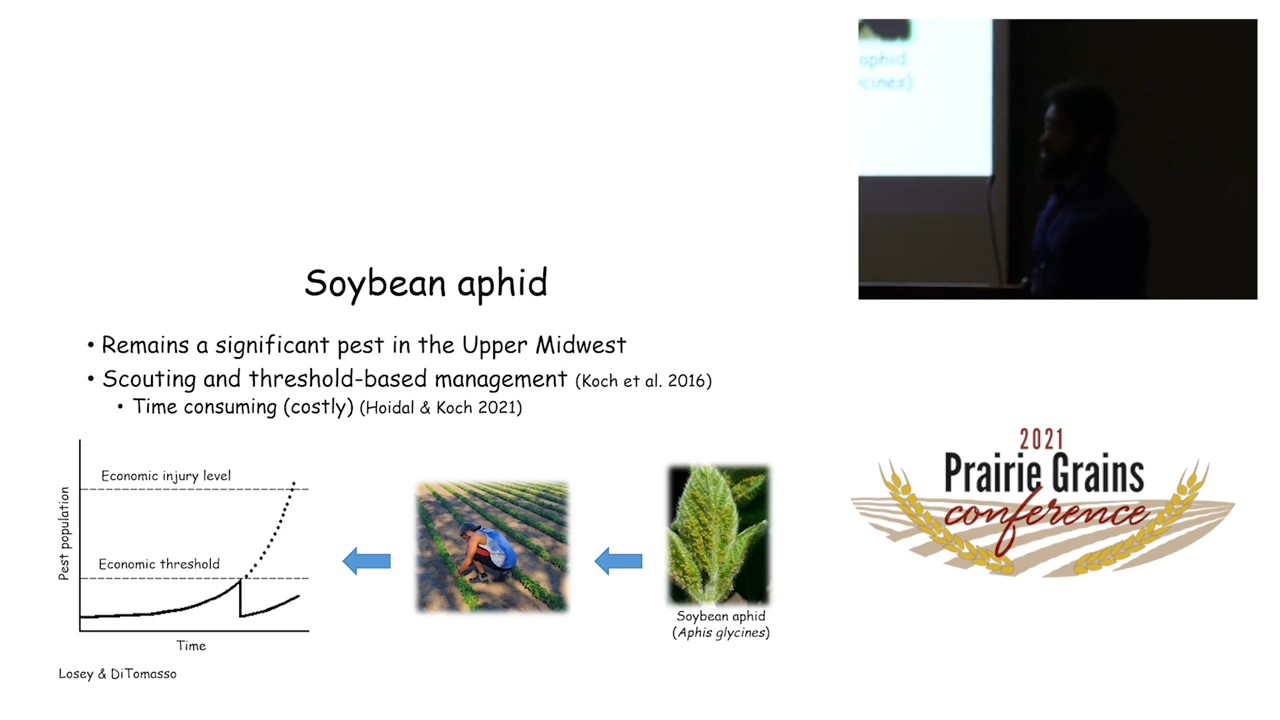 aphid
Soybean aphid
• Remains a significant pest in the Upper Midwest
• Scouting and threshold-based management (Koch et al. 2016)
• Time consuming (costly) (Hoidal & Koch 2021)
Pest population
Economic injury level
Economic threshold
Time
Losey & DiTomasso
Soybean aphid
(Aphis glycines)
2021
Prairie Grains
conference